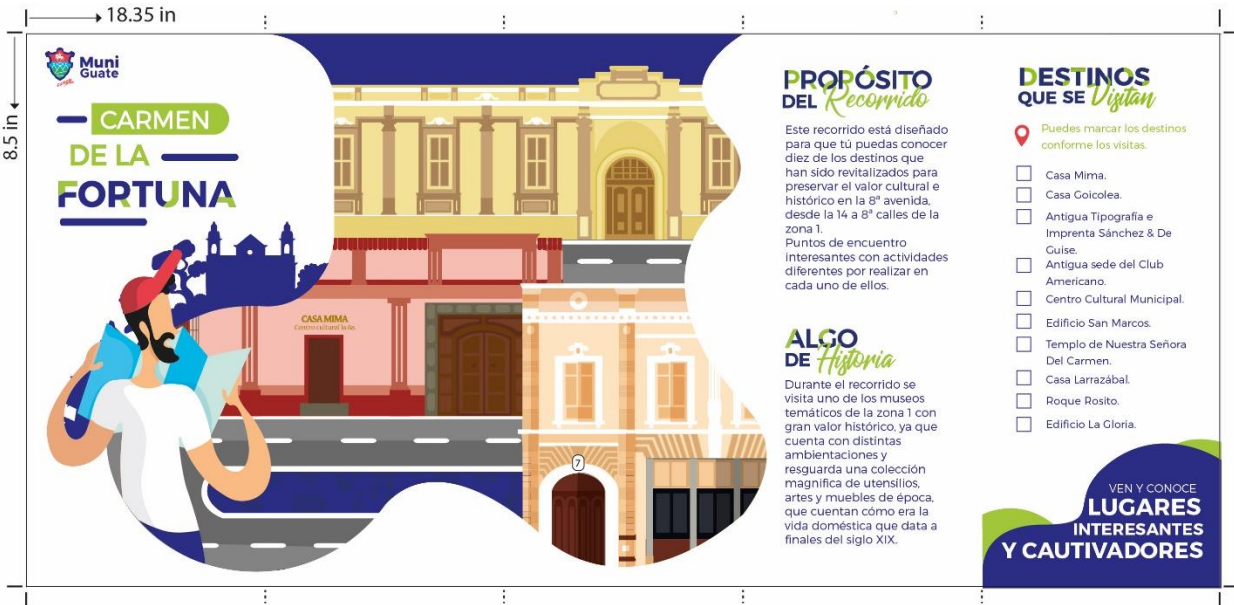 18.35 in
8.5 in
Muni
Guate
CARMEN
DE LA
FORTUNA
CASA MIMA
Centro cultural la 8a.
7
PROPÓSITO
DEL Recorrido
Este recorrido está diseñado
para que tú puedas conocer
diez de los destinos que
han sido revitalizados para
preservar el valor cultural e
histórico en la 8ª avenida,
desde la 14 a 8ª calles de la
zona 1.
Puntos de encuentro
interesantes con actividades
diferentes por realizar en
cada uno de ellos.
ALGO
DE Historia
Durante el recorrido se
visita uno de los museos
temáticos de la zona 1 con
gran valor histórico, ya que
cuenta con distintas
ambientaciones y
resguarda una colección
magnifica de utensilios,
artes y muebles de época,
que cuentan cómo era la
vida doméstica que data a
finales del siglo XIX.
DESTINOS
QUE SE Visitan
Puedes marcar los destinos
conforme los visitas.
Casa Mima.
Casa Goicolea.
Antigua Tipografía e
Imprenta Sánchez & De
Guise.
Antigua sede del Club
Americano.
Centro Cultural Municipal.
Edificio San Marcos.
Templo de Nuestra Señora
Del Carmen.
Casa Larrazábal.
Roque Rosito.
Edificio La Gloria.
VEN Y CONOCE
LUGARES
INTERESANTES
Y CAUTIVADORES